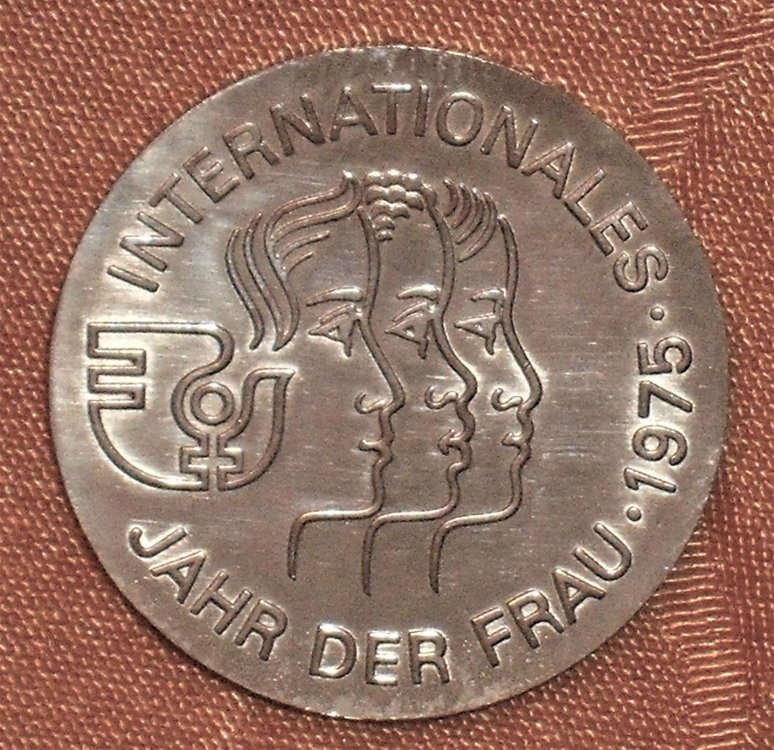 INTERNATIONALES · 1975 ·
JAHR DER FRAU